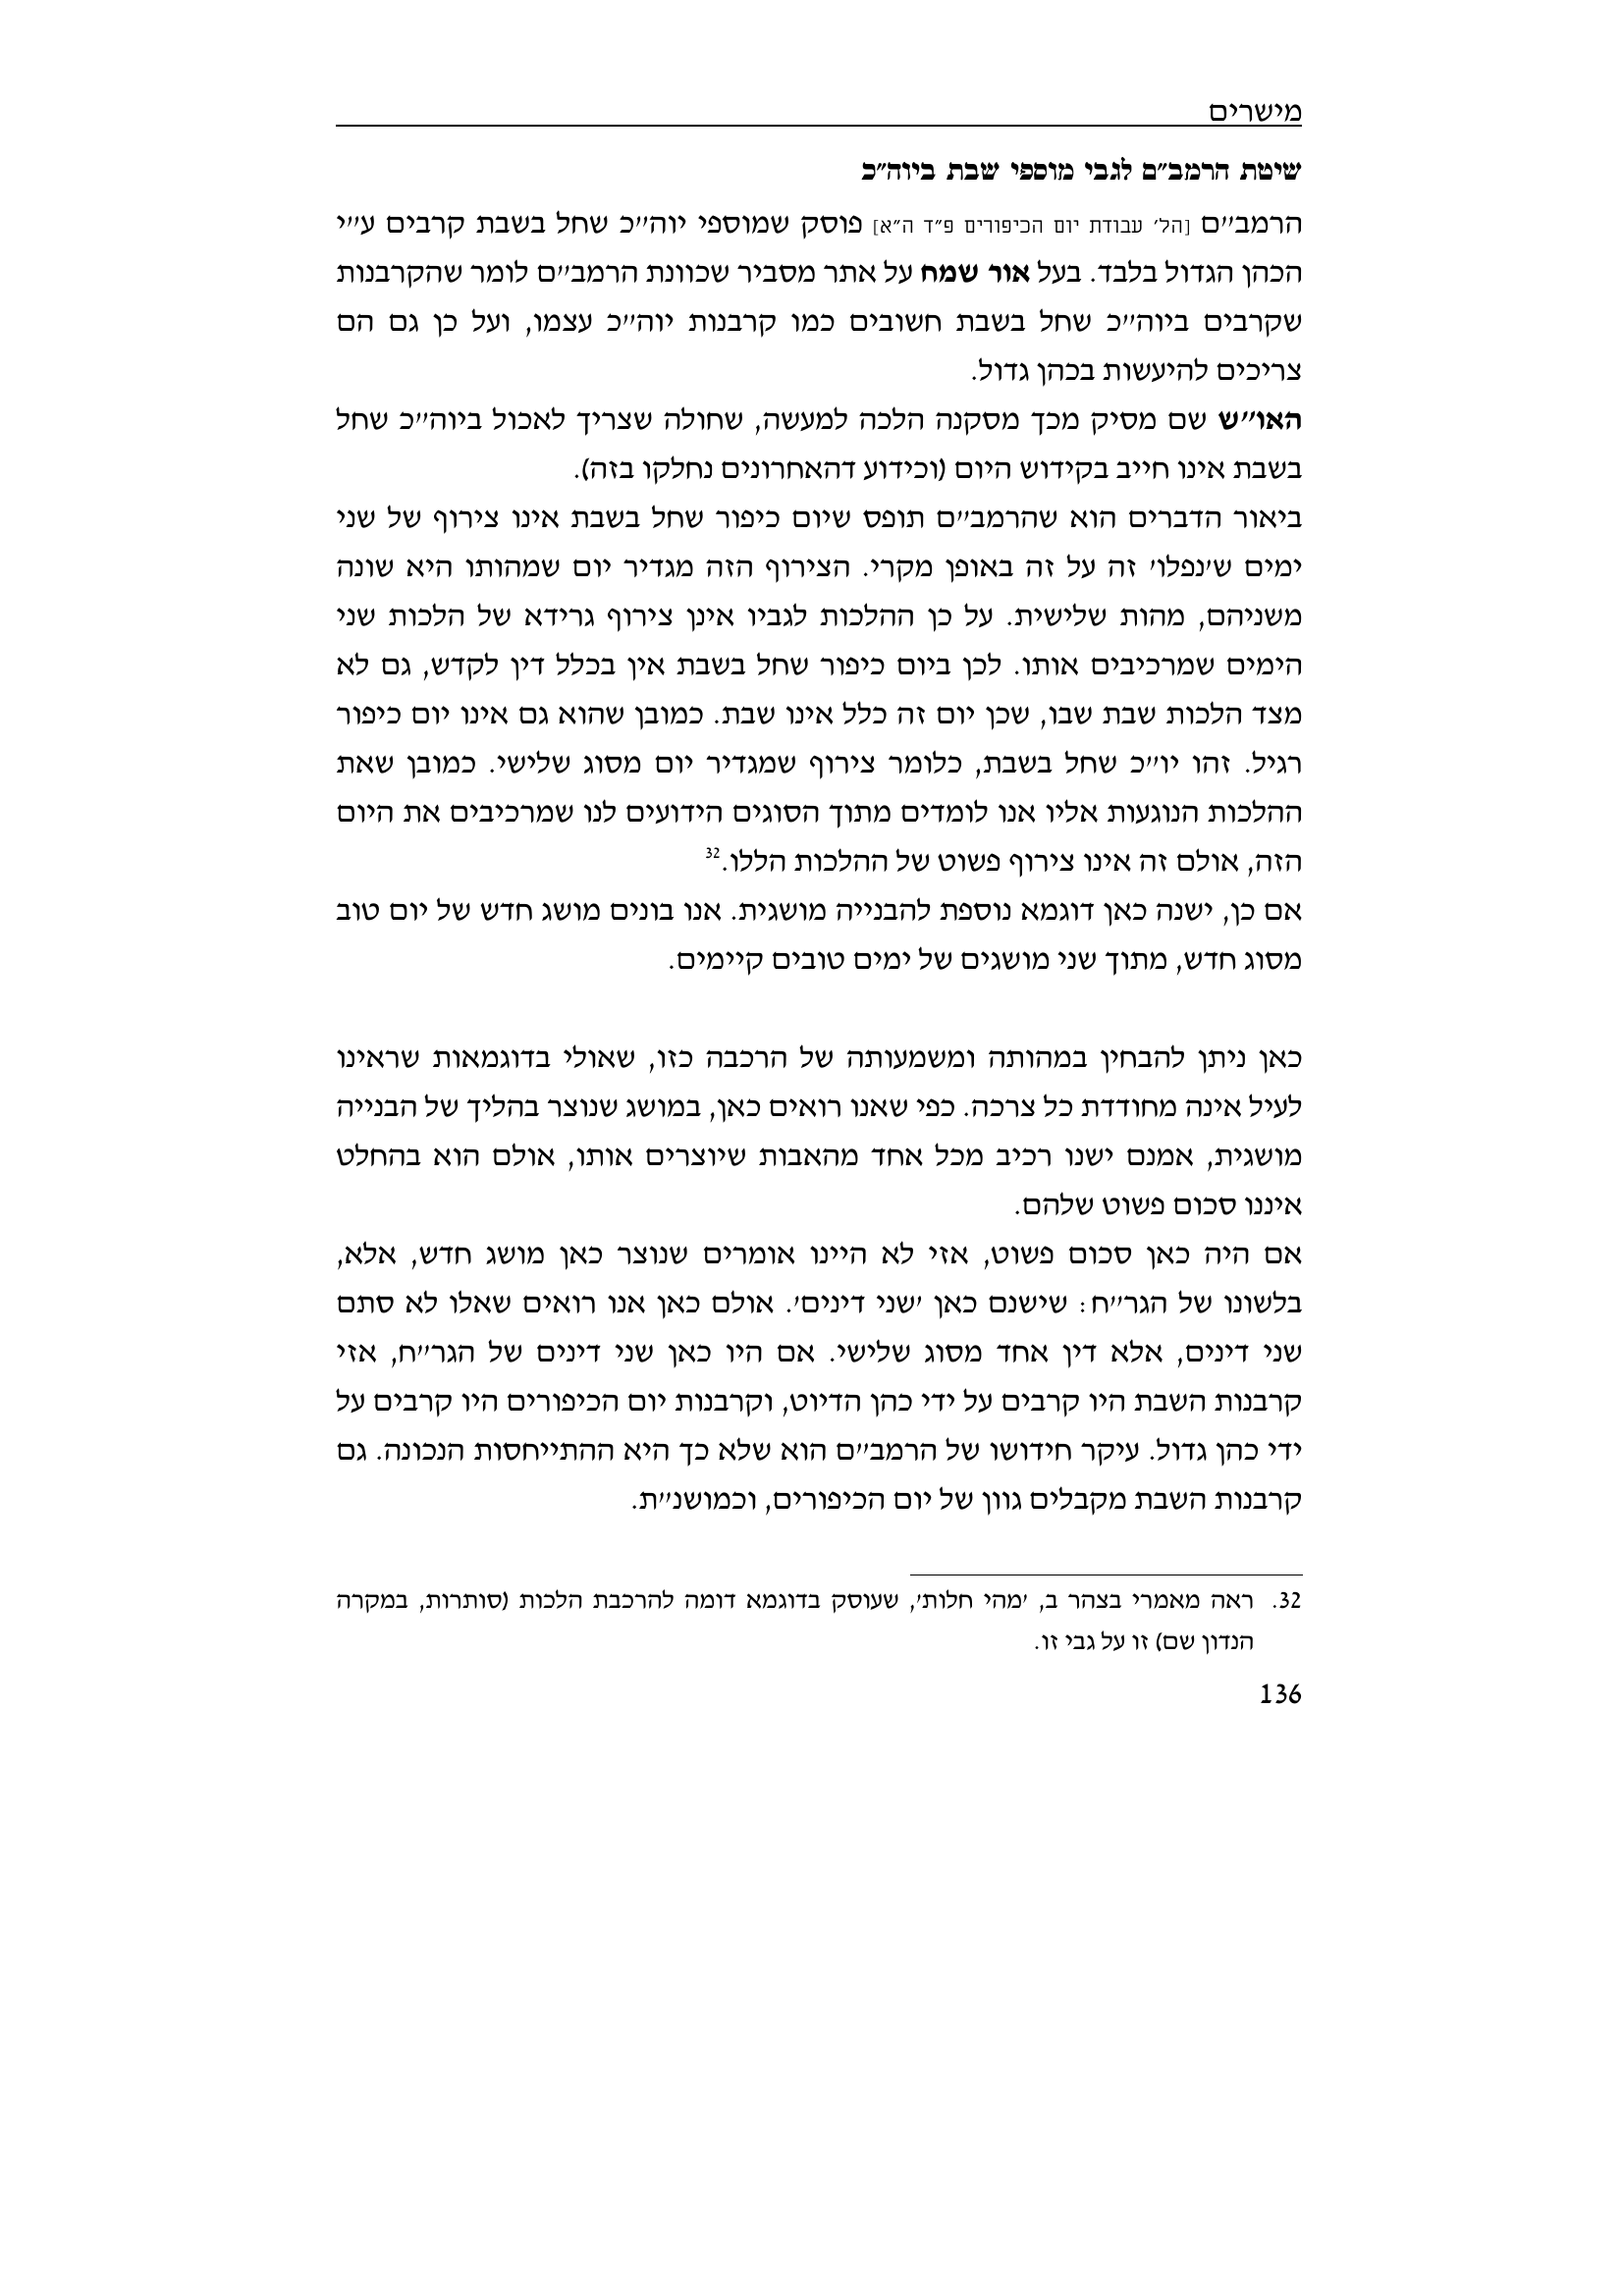 מישרים
שיטת הרמב"ם לגבי מוספי שבת ביוה"כ
הרמב"ם [הל' עבודת יום הכיפורים פ"ד ה"א] פוסק שמוספי יוה"כ שחל בשבת קרבים ע"י
הכהן הגדול בלבד. בעל אור שמח על אתר מסביר שכוונת הרמב"ם לומר שהקרבנות
שקרבים ביוה"כ שחל בשבת חשובים כמו קרבנות יוה"כ עצמו, ועל כן גם הם
צריכים להיעשות בכהן גדול.
האו"ש שם מסיק מכך מסקנה הלכה למעשה, שחולה שצריך לאכול ביוה"כ שחל
בשבת אינו חייב בקידוש היום (וכידוע דהאחרונים נחלקו בזה).
ביאור הדברים הוא שהרמב"ם תופס שיום כיפור שחל בשבת אינו צירוף של שני
ימים ש'נפלו' זה על זה באופן מקרי. הצירוף הזה מגדיר יום שמהותו היא שונה
משניהם, מהות שלישית. על כן ההלכות לגביו אינן צירוף גרידא של הלכות שני
הימים שמרכיבים אותו. לכן ביום כיפור שחל בשבת אין בכלל דין לקדש, גם לא
מצד הלכות שבת שבו, שכן יום זה כלל אינו שבת. כמובן שהוא גם אינו יום כיפור
רגיל. זהו יו"כ שחל בשבת, כלומר צירוף שמגדיר יום מסוג שלישי. כמובן שאת
ההלכות הנוגעות אליו אנו לומדים מתוך הסוגים הידועים לנו שמרכיבים את היום
הזה, אולם זה אינו צירוף פשוט של ההלכות הללו.32
אם כן, ישנה כאן דוגמא נוספת להבנייה מושגית. אנו בונים מושג חדש של יום טוב
מסוג חדש, מתוך שני מושגים של ימים טובים קיימים.
כאן ניתן להבחין במהותה ומשמעותה של הרכבה כזו, שאולי בדוגמאות שראינו
לעיל אינה מחודדת כל צרכה. כפי שאנו רואים כאן, במושג שנוצר בהליך של הבנייה
מושגית, אמנם ישנו רכיב מכל אחד מהאבות שיוצרים אותו, אולם הוא בהחלט
איננו סכום פשוט שלהם.
אם היה כאן סכום פשוט, אזי לא היינו אומרים שנוצר כאן מושג חדש, אלא,
בלשונו של הגר"ח: שישנם כאן 'שני דינים'. אולם כאן אנו רואים שאלו לא סתם
שני דינים, אלא דין אחד מסוג שלישי. אם היו כאן שני דינים של הגר"ח, אזי
קרבנות השבת היו קרבים על ידי כהן הדיוט, וקרבנות יום הכיפורים היו קרבים על
ידי כהן גדול. עיקר חידושו של הרמב"ם הוא שלא כך היא ההתייחסות הנכונה. גם
קרבנות השבת מקבלים גוון של יום הכיפורים, וכמושנ"ת.
32. ראה מאמרי בצהר ב, 'מהי חלות', שעוסק בדוגמא דומה להרכבת הלכות (סותרות, במקרה
הנדון שם) זו על גבי זו.
136